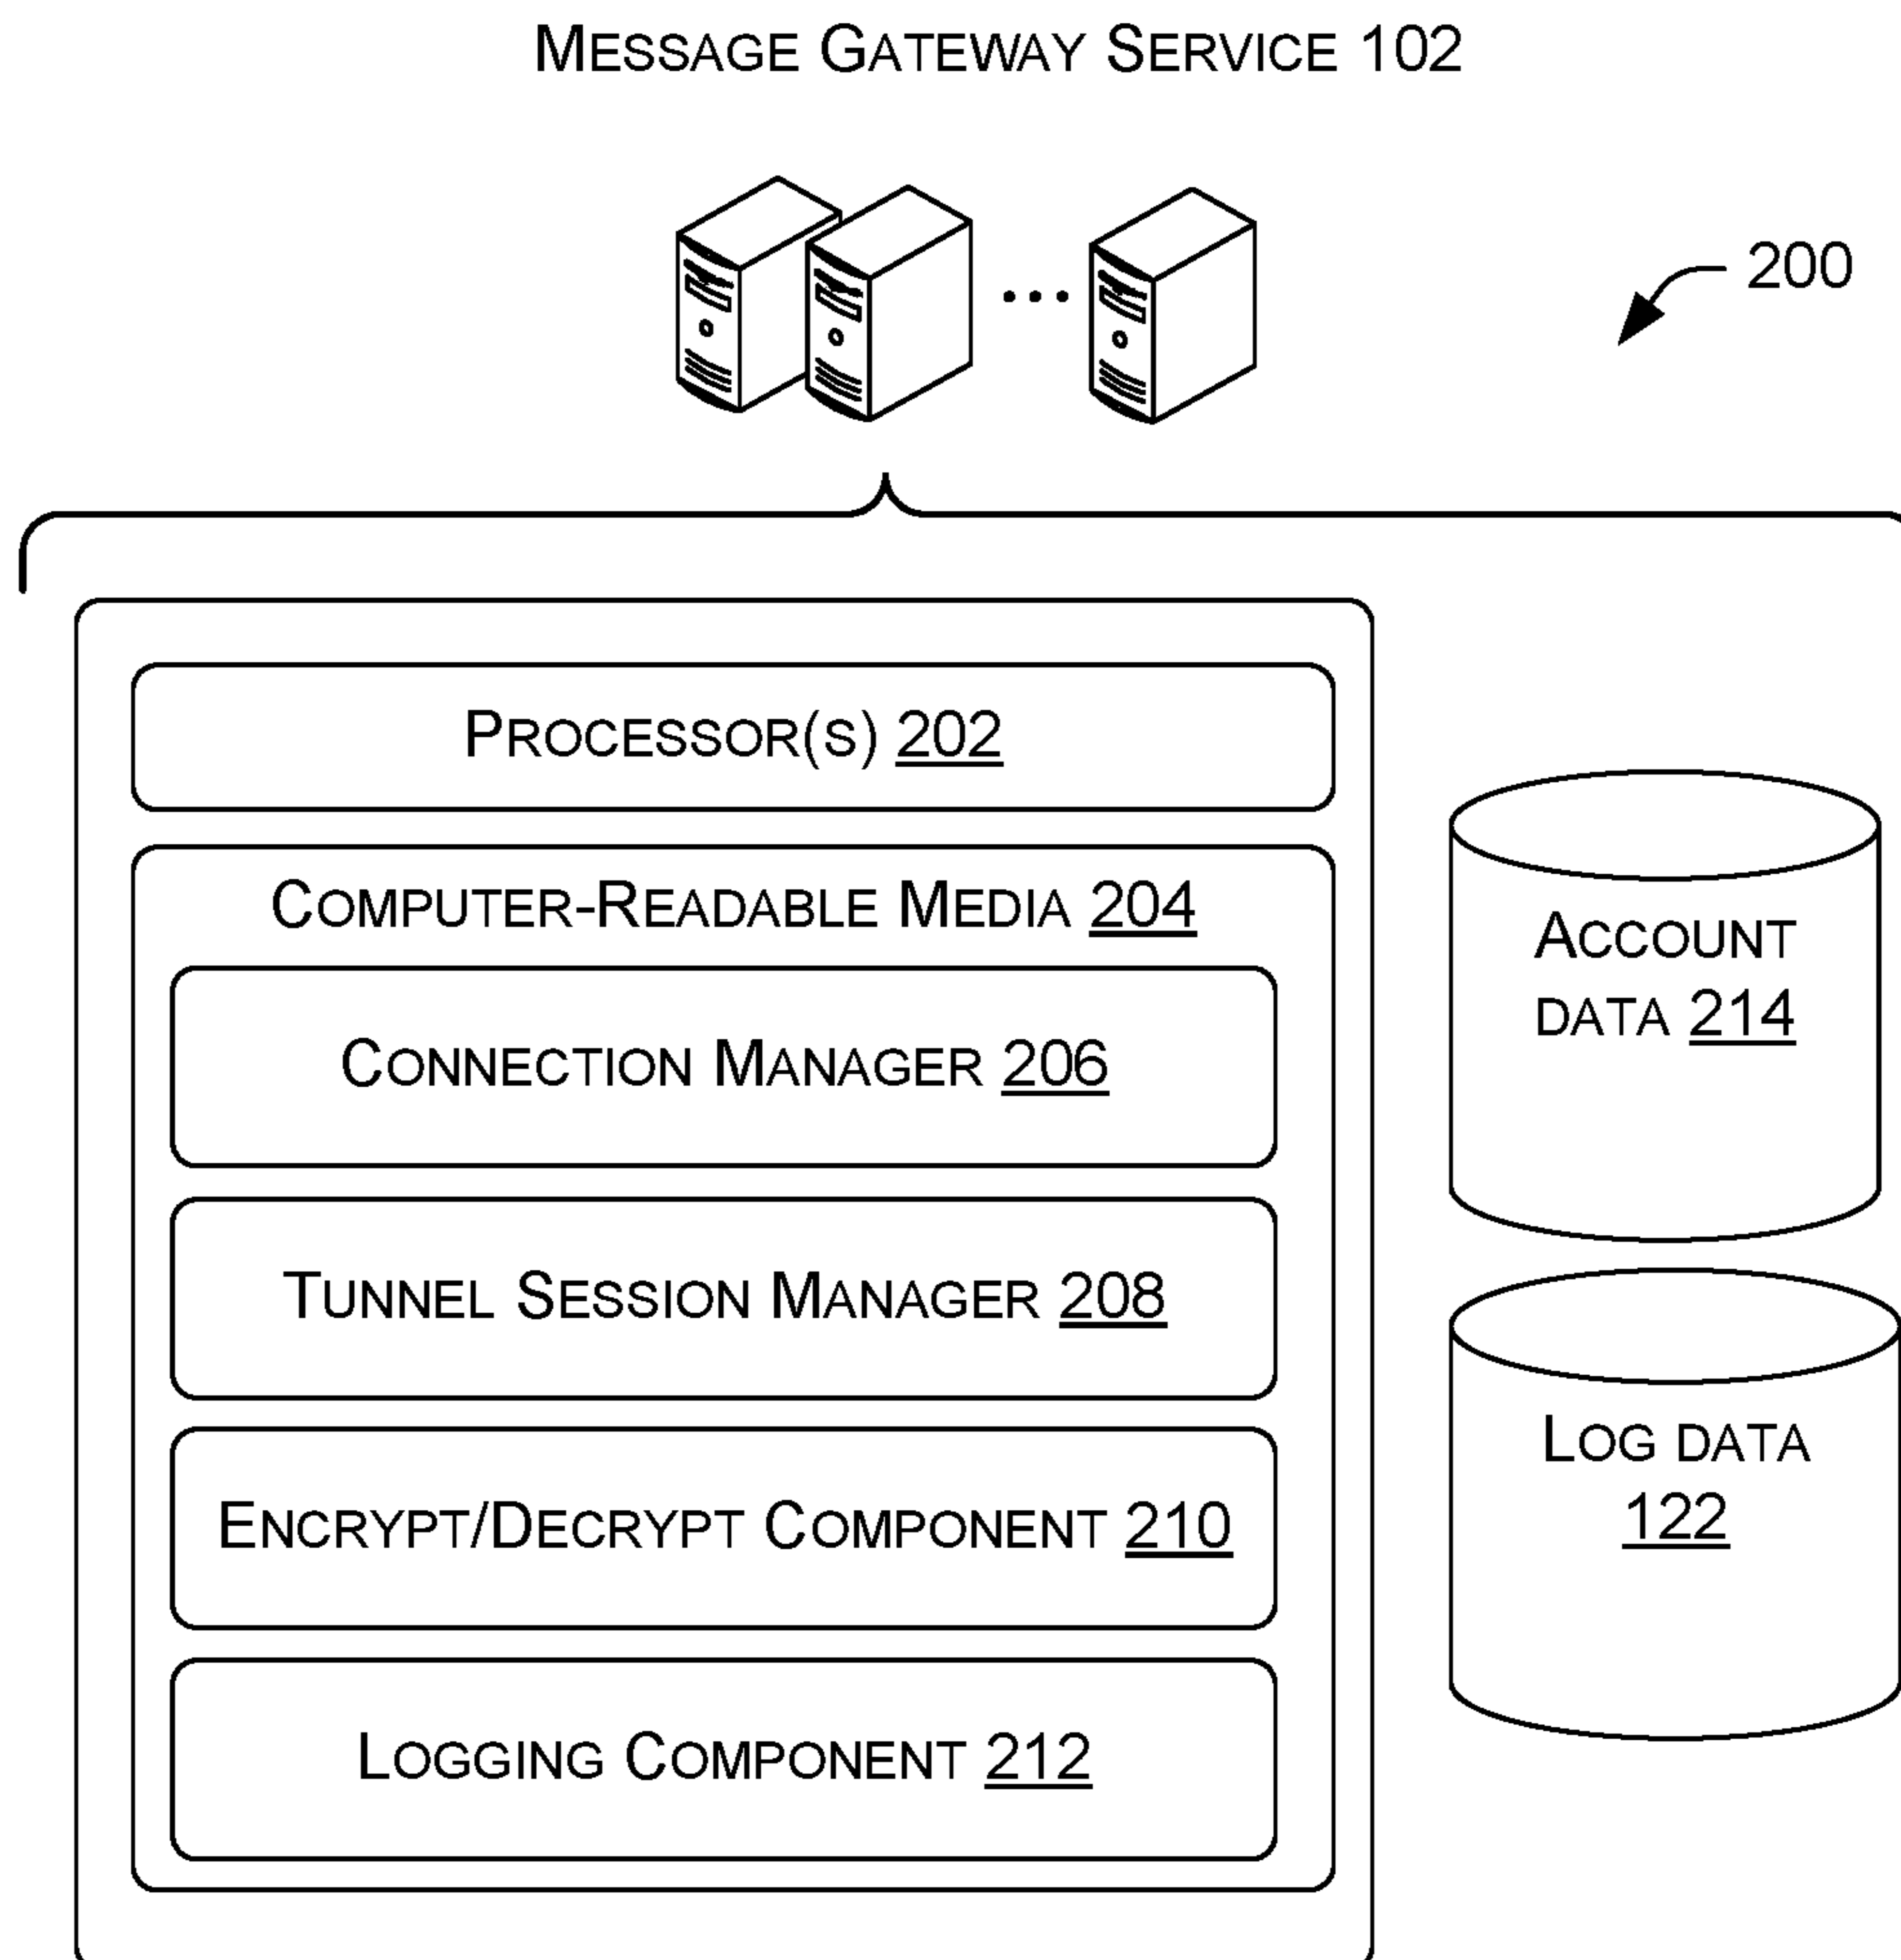 MESSAGE GATEWAY SERVICE 102
200
PROCESSOR(S) 202
COMPUTER-READABLE MEDIA 204
CONNECTION MANAGER 206
TUNNEL SESSION MANAGER 208
ENCRYPT/DECRYPT COMPONENT 210
LOGGING COMPONENT 212
ACCOUNT
DATA 214
LOG DATA
122